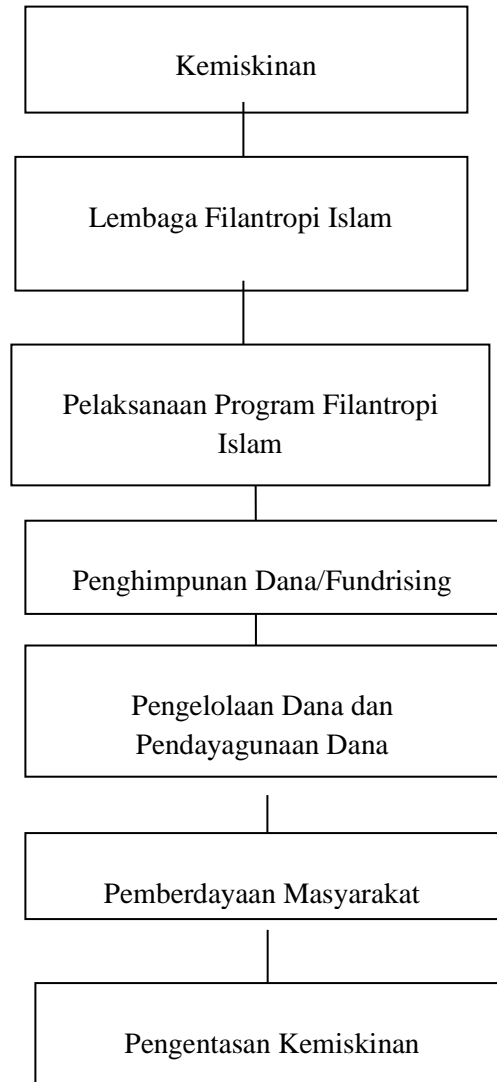 Kemiskinan
Lembaga Filantropi Islam
Pelaksanaan Program Filantropi
Islam
Penghimpunan Dana/Fundrising
Pengelolaan Dana dan
Pendayagunaan Dana
Pemberdayaan Masyarakat
Pengentasan Kemiskinan